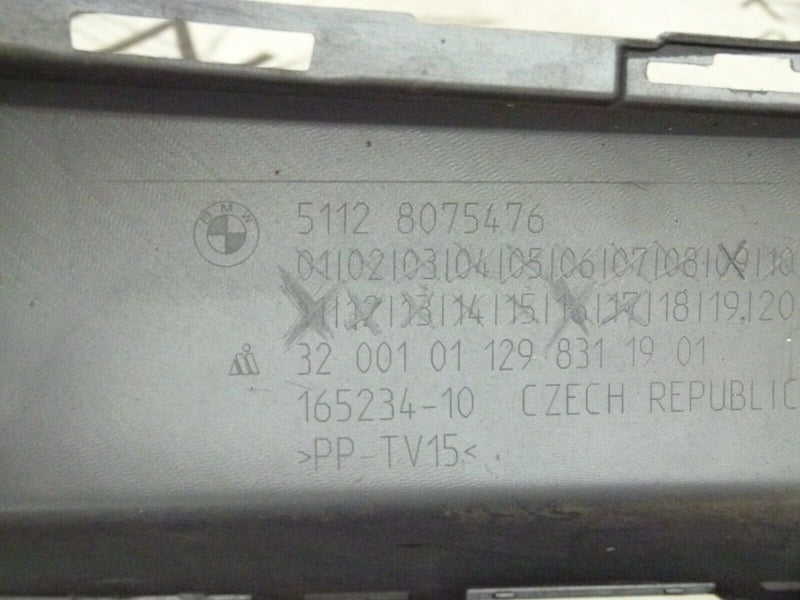 BMW
5112 8075476
01|02|03|04|05|06|07|08|09|10
11|12|13|14|15|16|17|18|19|20
32 001 01 129 831 19 01
165234-10 CZECH REPUBLIC
>PP-TV15<